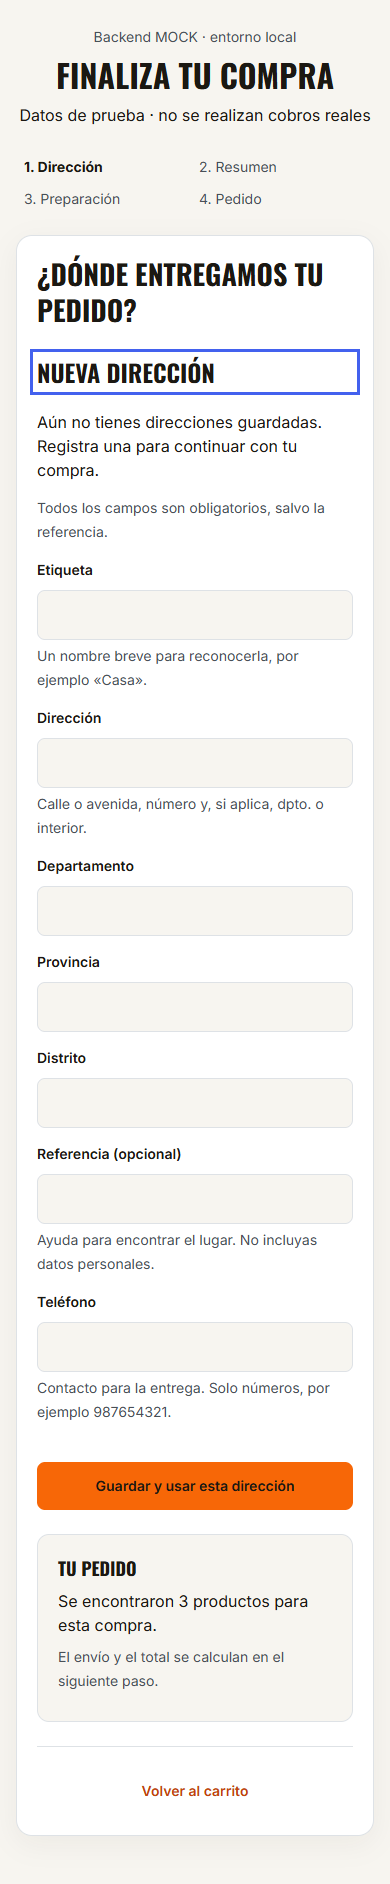 Backend MOCK · entorno local
FINALIZA TU COMPRA
Datos de prueba · no se realizan cobros reales
1. Dirección
2. Resumen
3. Preparación
4. Pedido
¿DÓNDE ENTREGAMOS TU
PEDIDO?
NUEVA DIRECCIÓN
Aún no tienes direcciones guardadas.
Registra una para continuar con tu
compra.
Todos los campos son obligatorios, salvo la
referencia.
Etiqueta
Un nombre breve para reconocerla, por
ejemplo «Casa».
Dirección
Calle o avenida, número y, si aplica, dpto. o
interior.
Departamento
Provincia
Distrito
Referencia (opcional)
Ayuda para encontrar el lugar. No incluyas
datos personales.
Teléfono
Contacto para la entrega. Solo números, por
ejemplo 987654321.
Guardar y usar esta dirección
TU PEDIDO
Se encontraron 3 productos para
esta compra.
El envío y el total se calculan en el
siguiente paso.
Volver al carrito